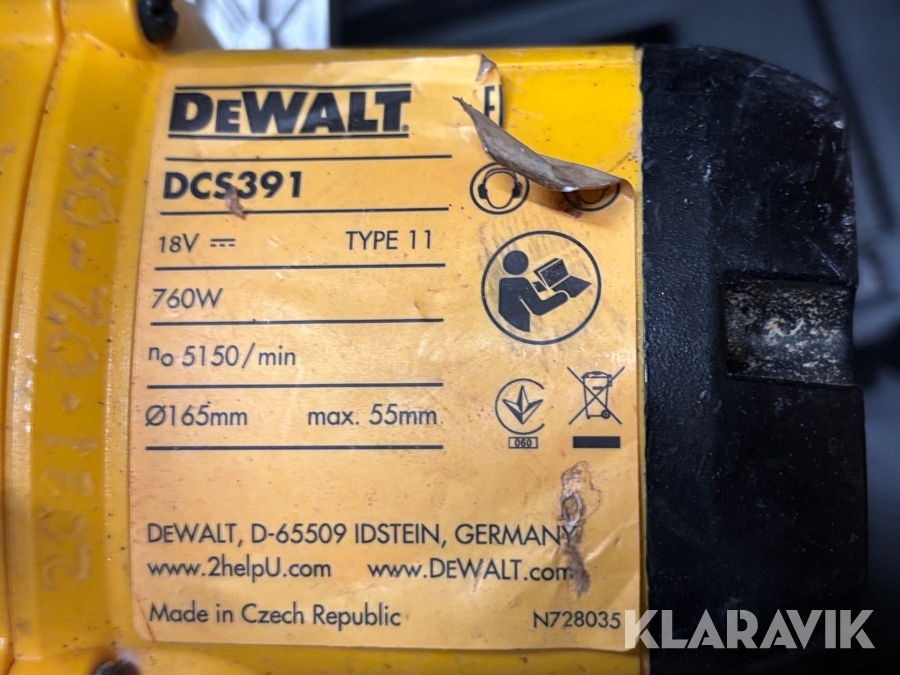 DEWALT
DCS391
18V ⎓ TYPE 11
760W
n₀ 5150/min
Ø165mm max. 55mm
060
DEWALT, D-65509 IDSTEIN, GERMANY
www.2helpU.com www.DEWALT.com
Made in Czech Republic N728035
KLARAVIK